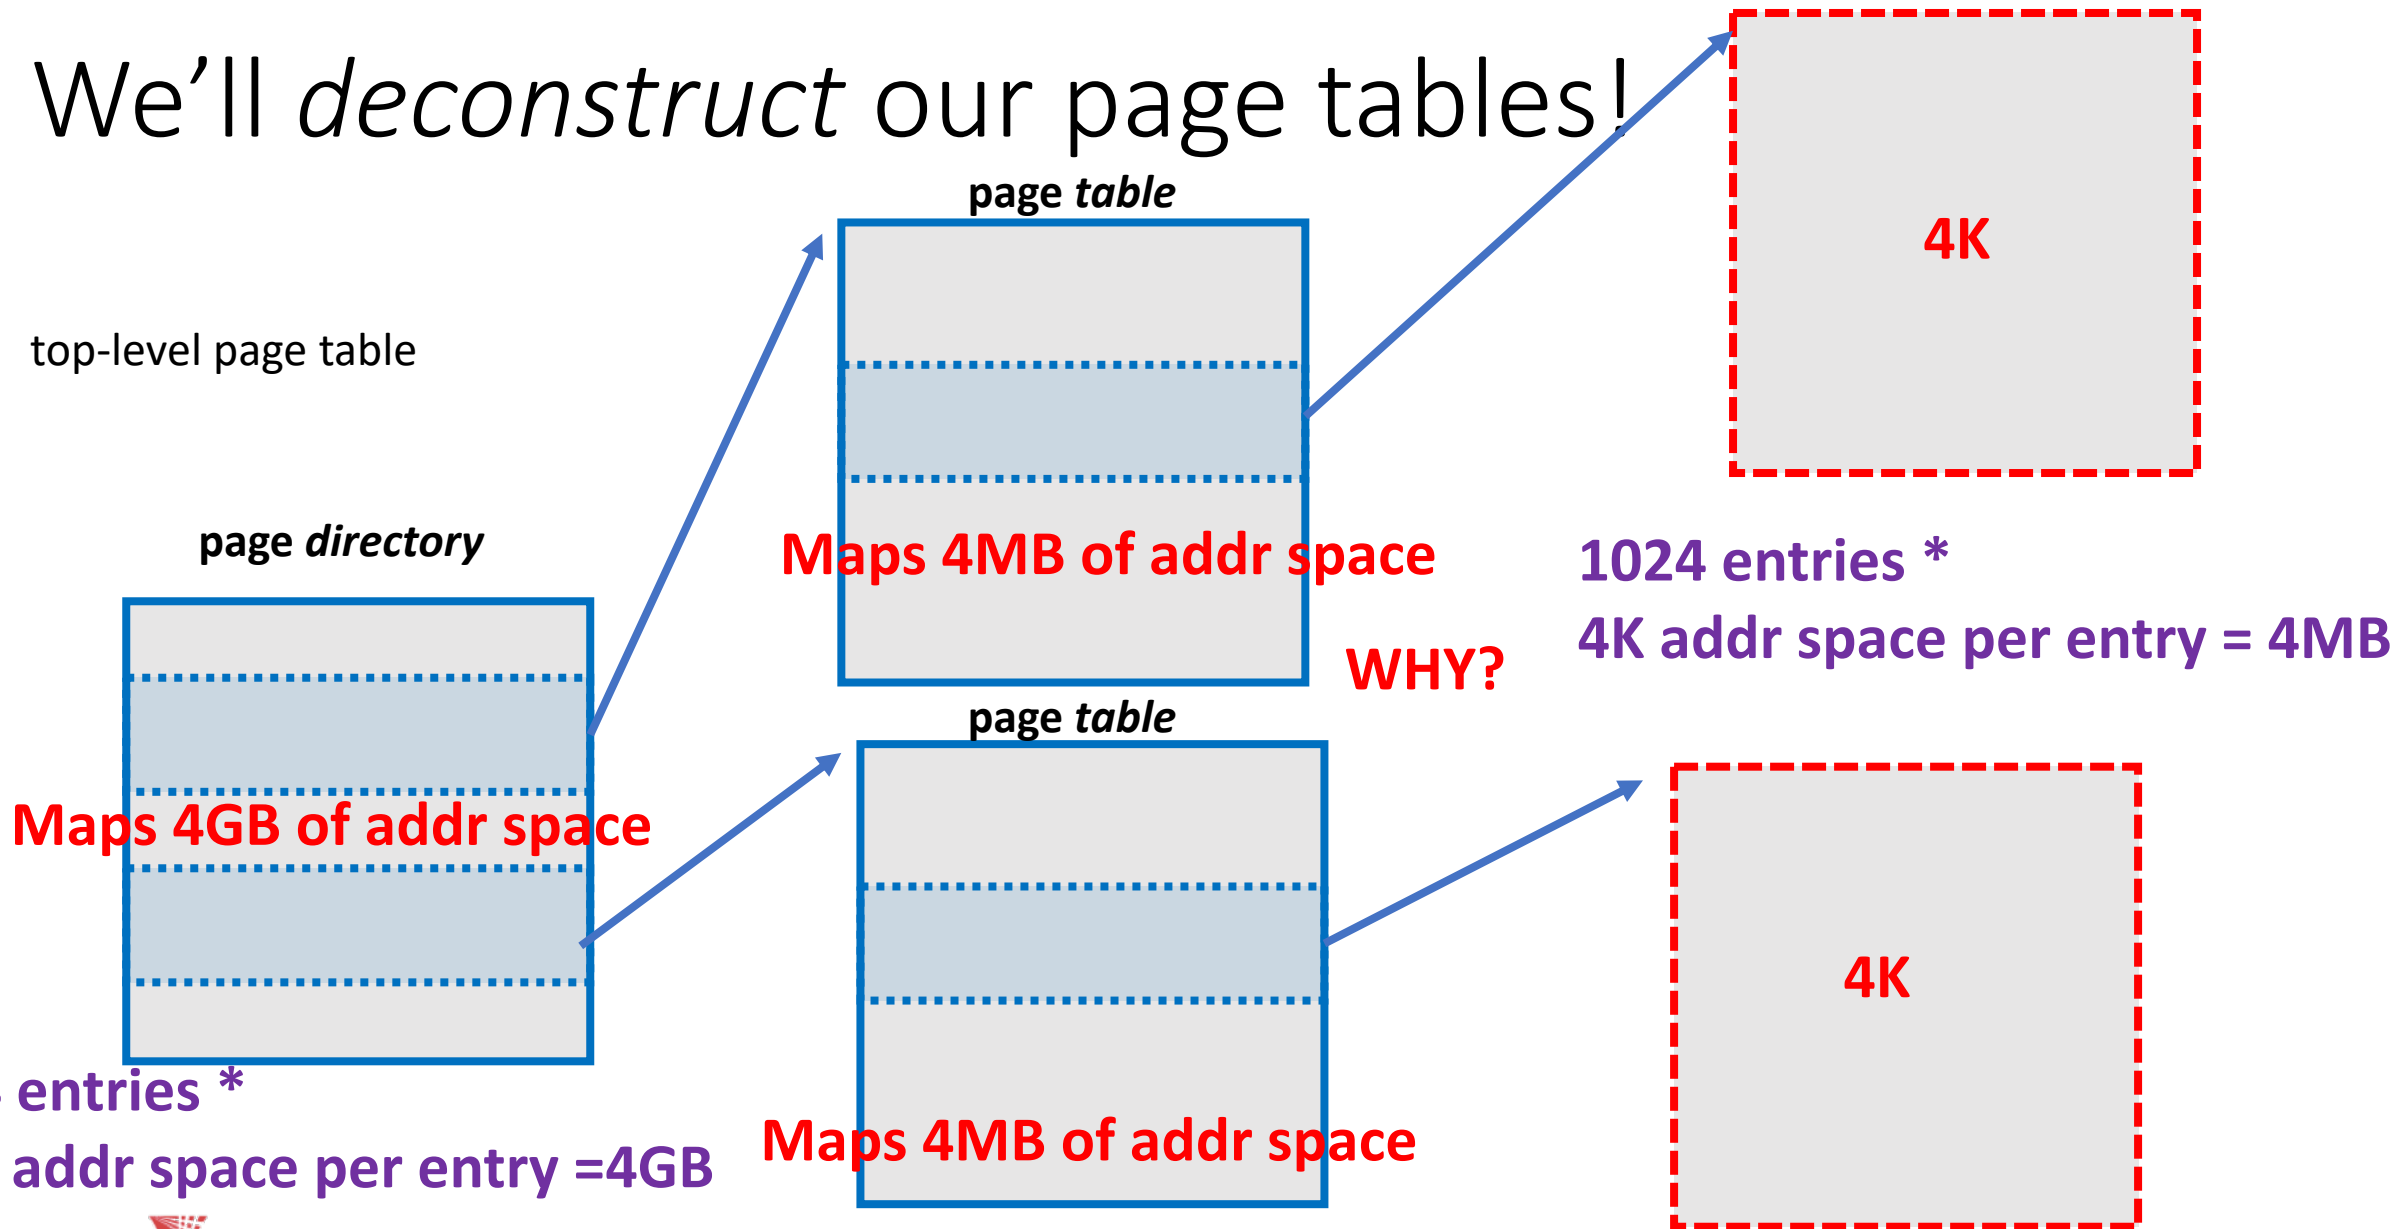 We'll deconstruct our page tables!
page table
4K
top-level page table
page directory
Maps 4MB of addr space
1024 entries *
4K addr space per entry = 4MB
WHY?
page table
Maps 4GB of addr space
4K
entries *
addr space per entry =4GB
Maps 4MB of addr space